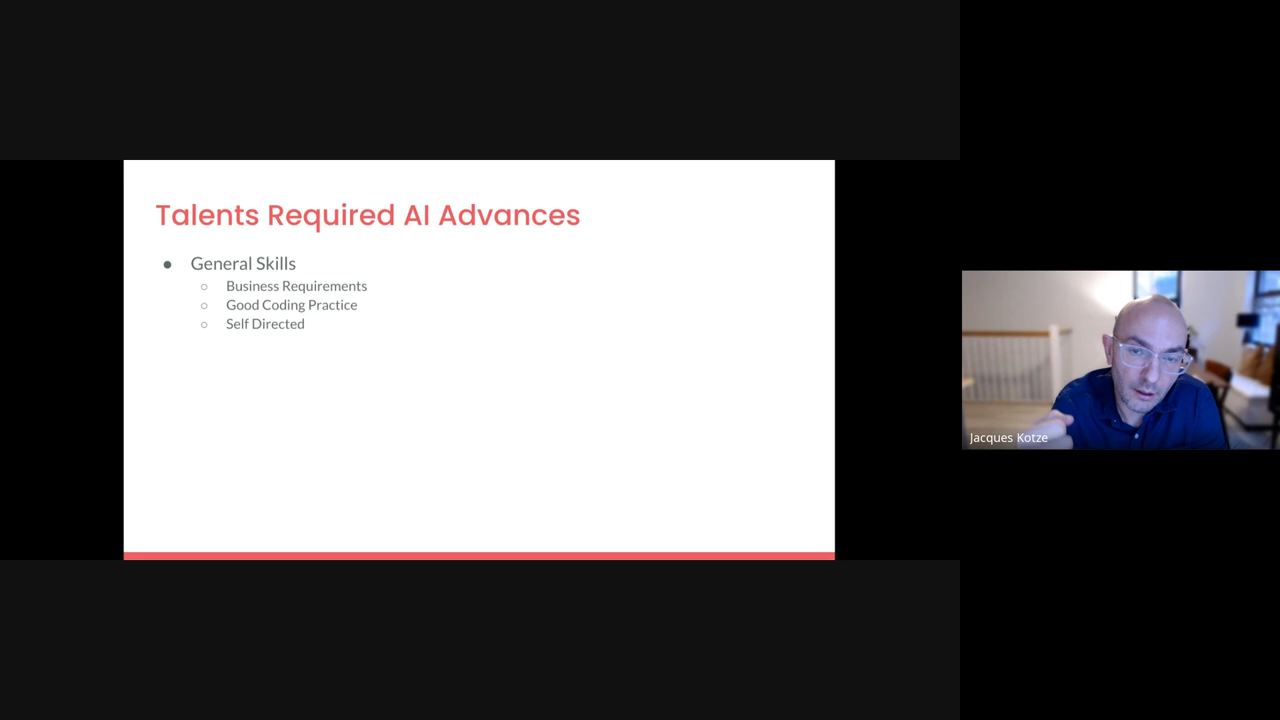 Talents Required AI Advances
● General Skills
○ Business Requirements
○ Good Coding Practice
○ Self Directed
Jacques Kotze